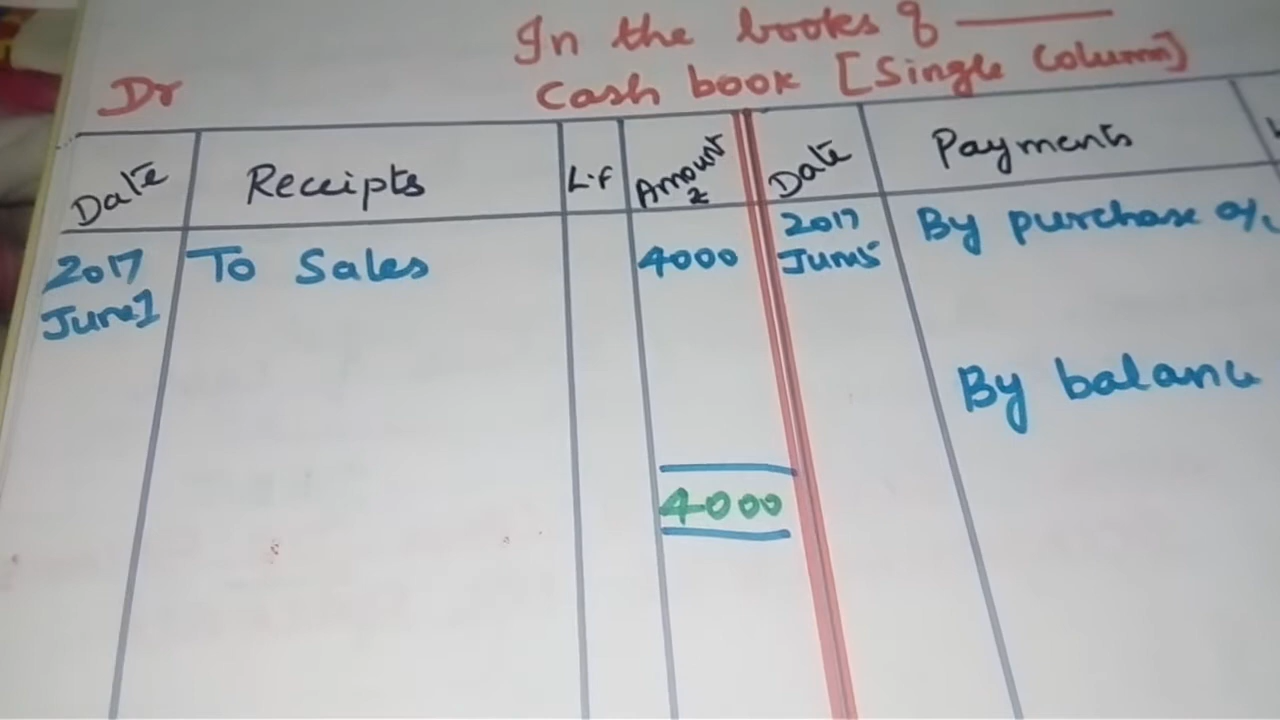 In the books of
Dr Cash book [Single Column]
Date Receipts L.F Amount ₹ Date Payments
2017 June 1 To Sales 4000 2017 June 5 By purchase a/c
By balance
4000